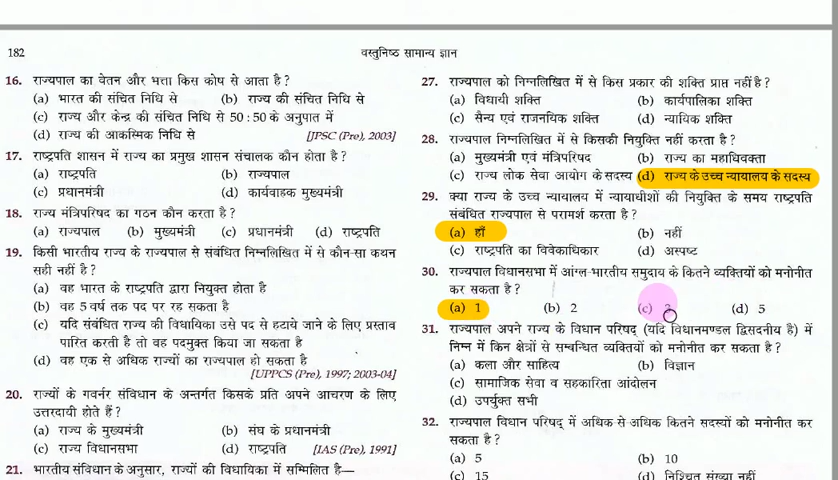 182
वस्तुनिष्ठ सामान्य ज्ञान
16. राज्यपाल का वेतन और भत्ता किस कोष से आता है ?
(a) भारत की संचित निधि से (b) राज्य की संचित निधि से
(c) राज्य और केन्द्र की संचित निधि से 50 : 50 के अनुपात में
(d) राज्य की आकस्मिक निधि से [JPSC (Pre), 2003]
17. राष्ट्रपति शासन में राज्य का प्रमुख शासन संचालक कौन होता है ?
(a) राष्ट्रपति (b) राज्यपाल
(c) प्रधानमंत्री (d) कार्यवाहक मुख्यमंत्री
18. राज्य मंत्रिपरिषद का गठन कौन करता है ?
(a) राज्यपाल (b) मुख्यमंत्री (c) प्रधानमंत्री (d) राष्ट्रपति
19. किसी भारतीय राज्य के राज्यपाल से संबंधित निम्नलिखित में से कौन-सा कथन
सही नहीं है ?
(a) वह भारत के राष्ट्रपति द्वारा नियुक्त होता है
(b) वह 5 वर्ष तक पद पर रह सकता है
(c) यदि संबंधित राज्य की विधायिका उसे पद से हटाये जाने के लिए प्रस्ताव
पारित करती है तो वह पदमुक्त किया जा सकता है
(d) वह एक से अधिक राज्यों का राज्यपाल हो सकता है
[UPPCS (Pre), 1997; 2003-04]
20. राज्यों के गवर्नर संविधान के अन्तर्गत किसके प्रति अपने आचरण के लिए
उत्तरदायी होते हैं ?
(a) राज्य के मुख्यमंत्री (b) संघ के प्रधानमंत्री
(c) राज्य विधानसभा (d) राष्ट्रपति [IAS (Pre), 1991]
21. भारतीय संविधान के अनुसार, राज्यों की विधायिका में सम्मिलित है—
27. राज्यपाल को निम्नलिखित में से किस प्रकार की शक्ति प्राप्त नहीं है ?
(a) विधायी शक्ति (b) कार्यपालिका शक्ति
(c) सैन्य एवं राजनयिक शक्ति (d) न्यायिक शक्ति
28. राज्यपाल निम्नलिखित में से किसकी नियुक्ति नहीं करता है ?
(a) मुख्यमंत्री एवं मंत्रिपरिषद (b) राज्य का महाधिवक्ता
(c) राज्य लोक सेवा आयोग के सदस्य (d) राज्य के उच्च न्यायालय के सदस्य
29. क्या राज्य के उच्च न्यायालय में न्यायाधीशों की नियुक्ति के समय राष्ट्रपति
संबंधित राज्यपाल से परामर्श करता है ?
(a) हाँ (b) नहीं
(c) राष्ट्रपति का विवेकाधिकार (d) अस्पष्ट
30. राज्यपाल विधानसभा में आंग्ल-भारतीय समुदाय के कितने व्यक्तियों को मनोनीत
कर सकता है ?
(a) 1 (b) 2 (c) (d) 5
31. राज्यपाल अपने राज्य के विधान परिषद् (यदि विधानमण्डल द्विसदनीय है) में
निम्न में किन क्षेत्रों से सम्बन्धित व्यक्तियों को मनोनीत कर सकता है ?
(a) कला और साहित्य (b) विज्ञान
(c) सामाजिक सेवा व सहकारिता आंदोलन
(d) उपर्युक्त सभी
32. राज्यपाल विधान परिषद् में अधिक से अधिक कितने सदस्यों को मनोनीत कर
सकता है ?
(a) 5 (b) 10
(c) 15 (d) निश्चित संख्या नहीं